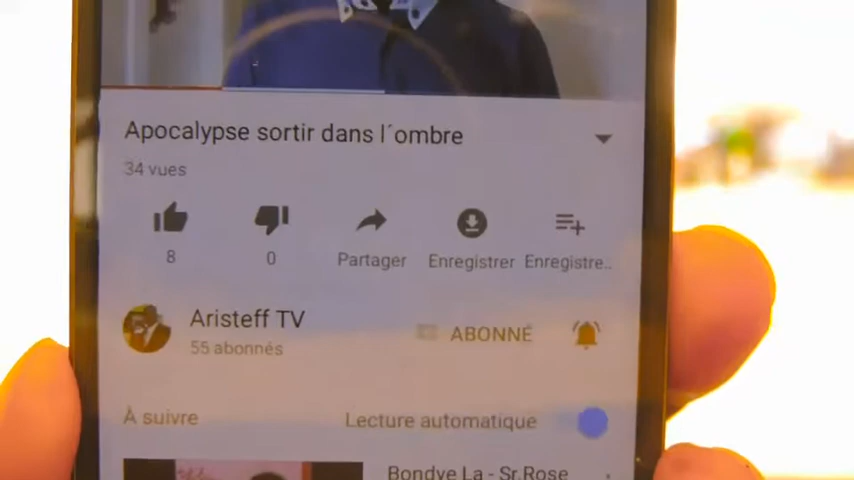 Apocalypse sortir dans l´ombre
34 vues
8
0
Partager
Enregistrer
Enregistre..
Aristeff TV
55 abonnés
ABONNÉ
À suivre
Lecture automatique
Bondye La - Sr.Rose